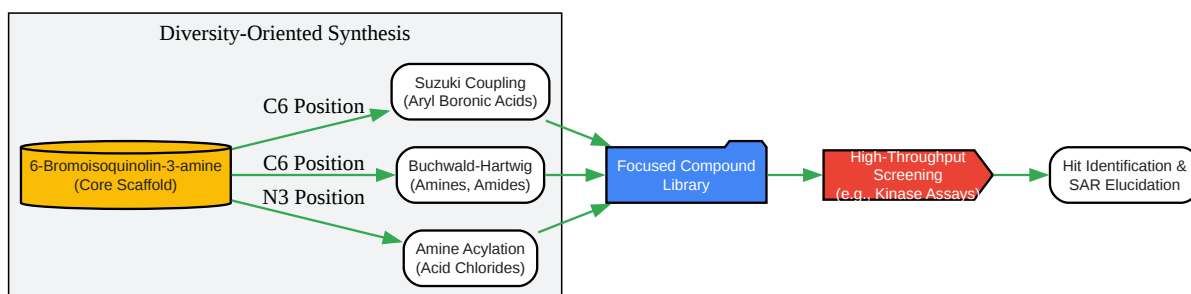 Diversity-Oriented Synthesis
6-Bromoisoquinolin-3-amine
(Core Scaffold)
C6 Position
C6 Position
N3 Position
Suzuki Coupling
(Aryl Boronic Acids)
Buchwald-Hartwig
(Amines, Amides)
Amine Acylation
(Acid Chlorides)
Focused Compound
Library
High-Throughput
Screening
(e.g., Kinase Assays)
Hit Identification &
SAR Elucidation